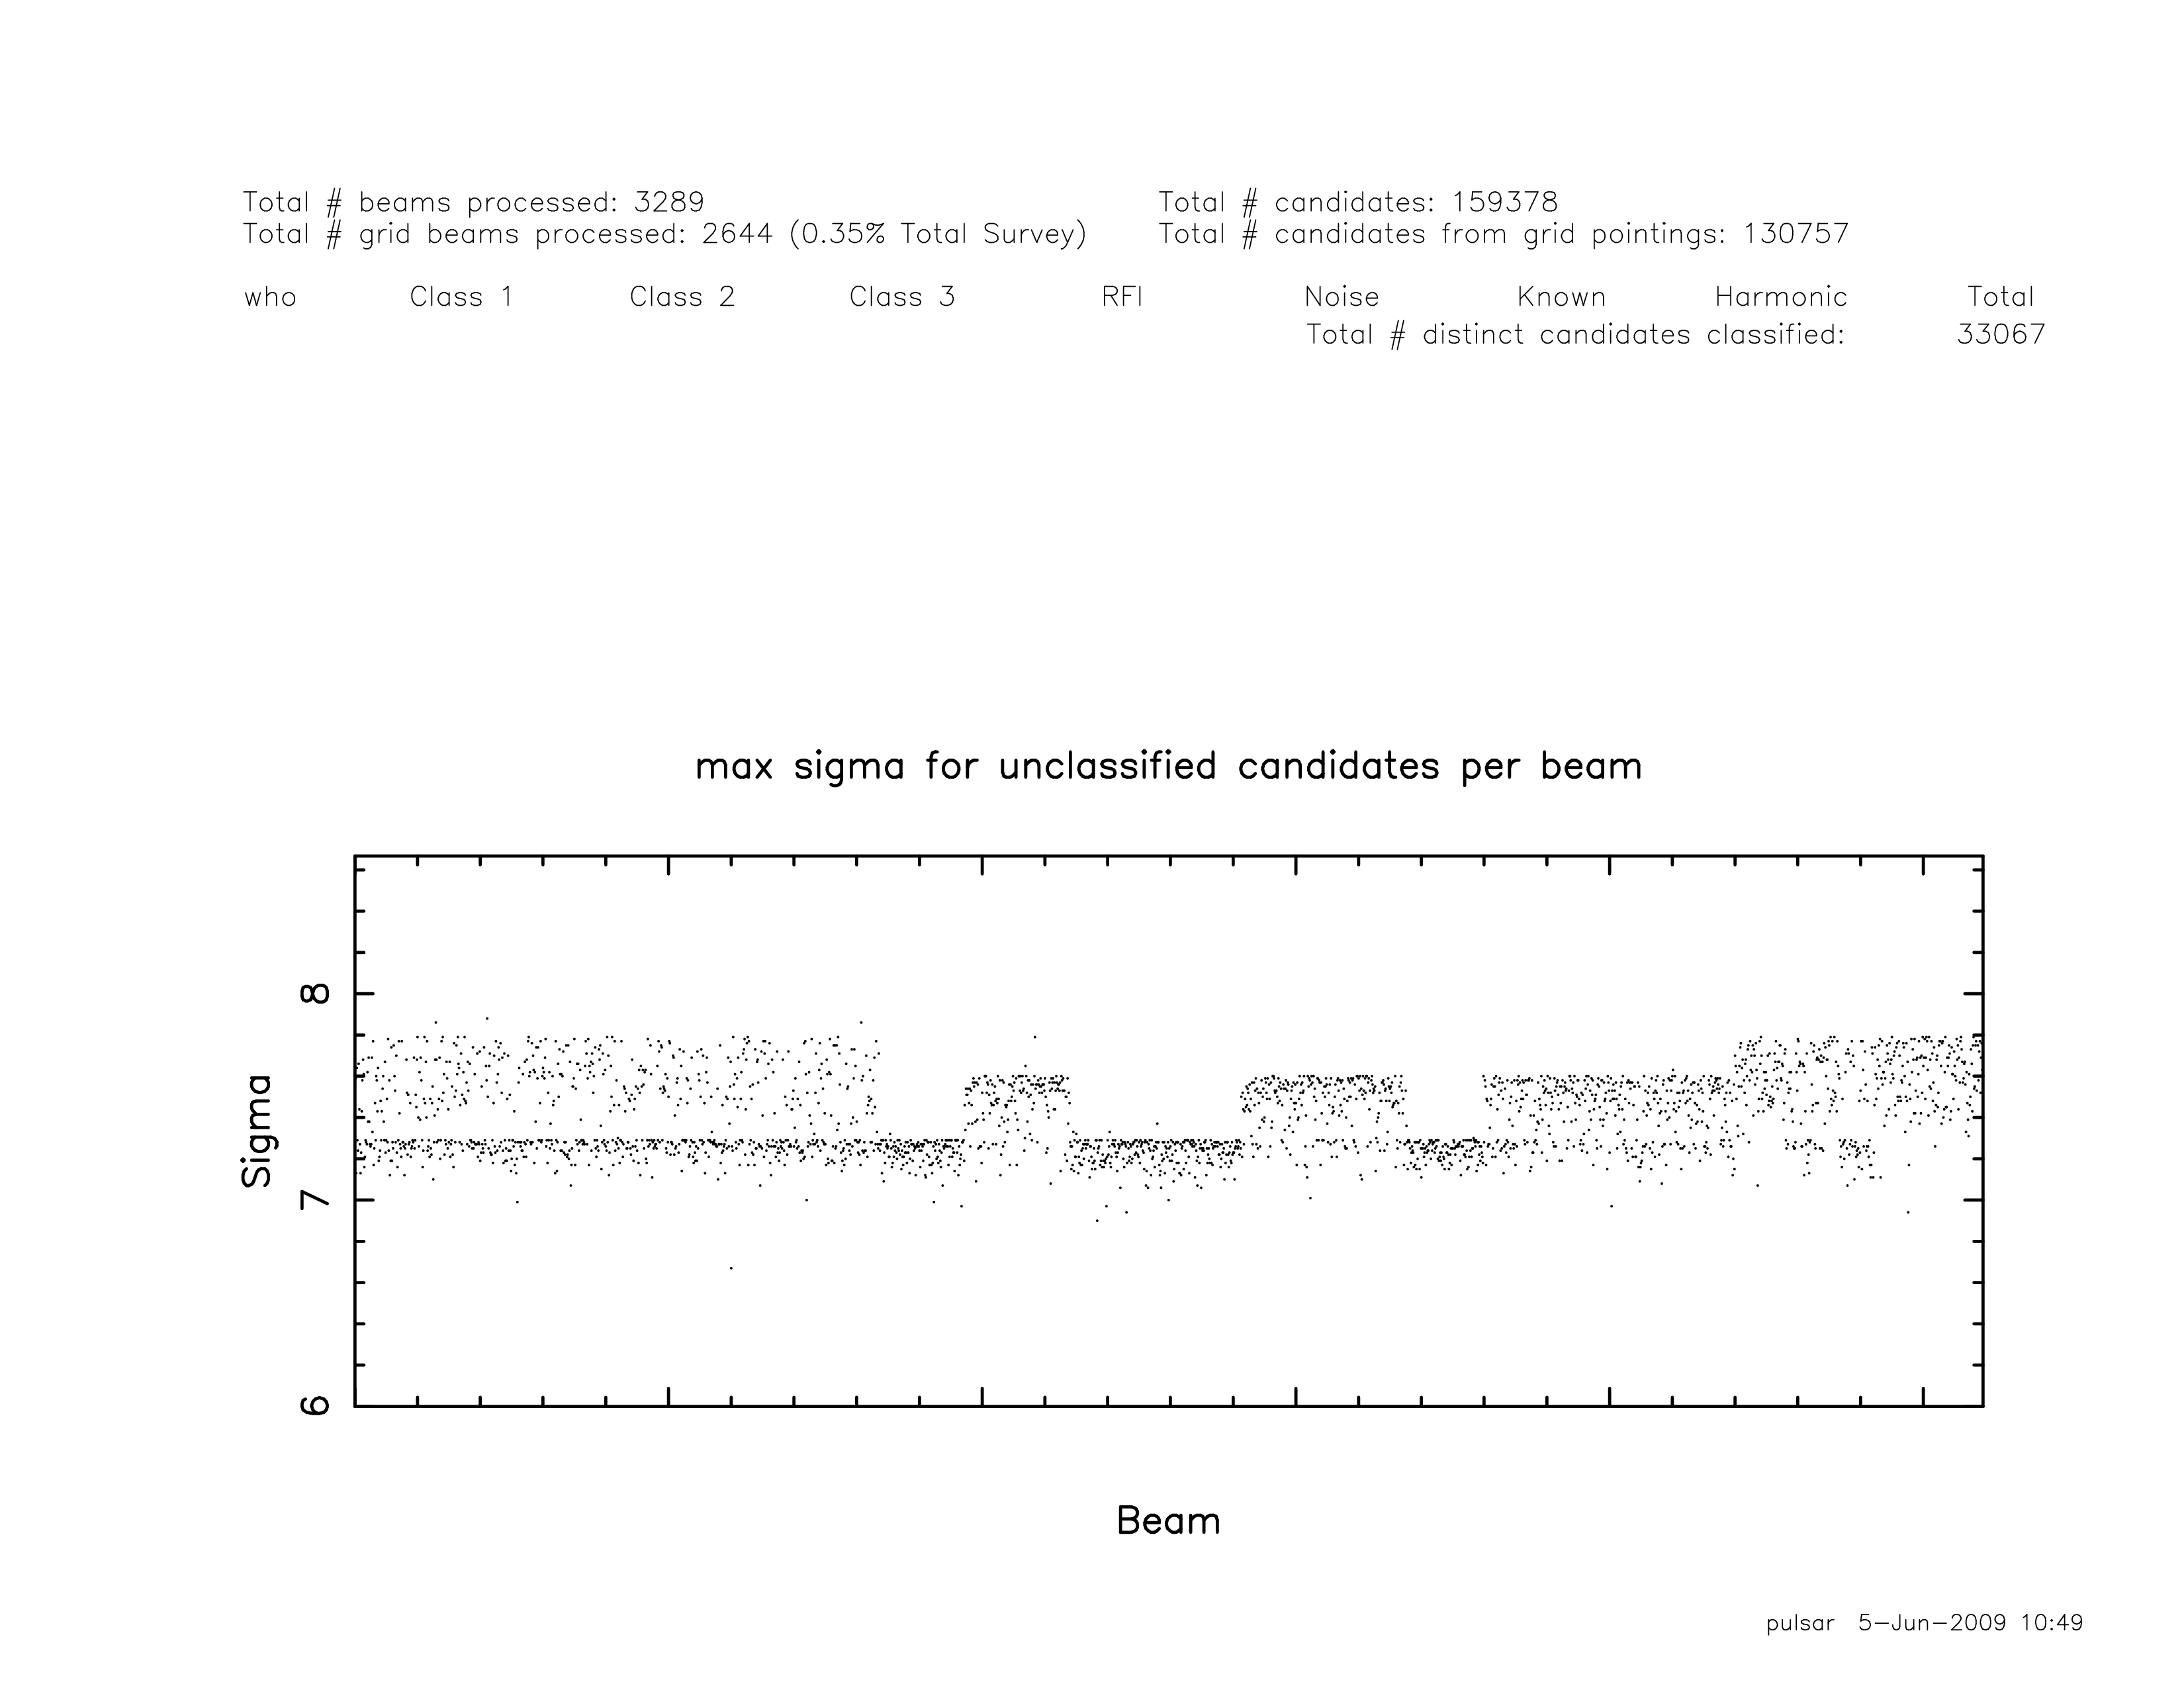 Total # beams processed: 3289 Total # candidates: 159378
Total # grid beams processed: 2644 (0.35% Total Survey) Total # candidates from grid pointings: 130757
who Class 1 Class 2 Class 3 RFI Noise Known Harmonic Total
Total # distinct candidates classified: 33067
max sigma for unclassified candidates per beam
8
7
6
Sigma
Beam
pulsar 5-Jun-2009 10:49